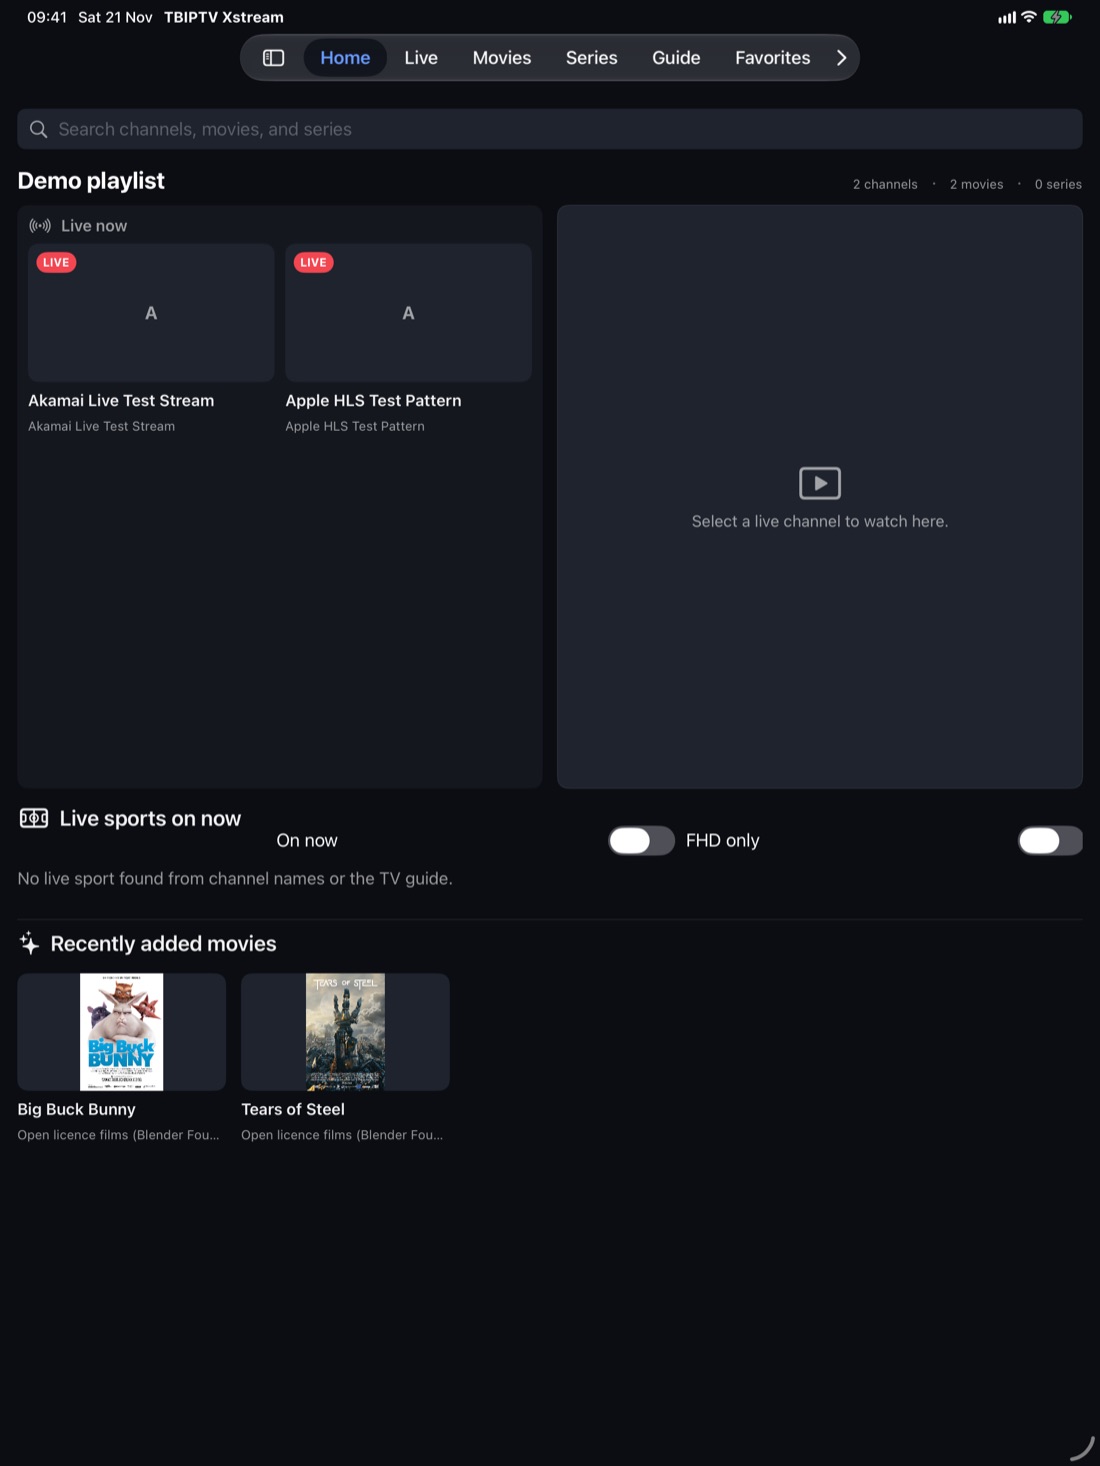 09:41 Sat 21 Nov TBIPTV Xstream
Home Live Movies Series Guide Favorites
Search channels, movies, and series
Demo playlist
2 channels · 2 movies · 0 series
Live now
LIVE
A
LIVE
A
Akamai Live Test Stream
Akamai Live Test Stream
Apple HLS Test Pattern
Apple HLS Test Pattern
Select a live channel to watch here.
Live sports on now
On now
FHD only
No live sport found from channel names or the TV guide.
Recently added movies
Big Buck
BUNNY
TEARS OF STEEL
Big Buck Bunny
Open licence films (Blender Fou...
Tears of Steel
Open licence films (Blender Fou...